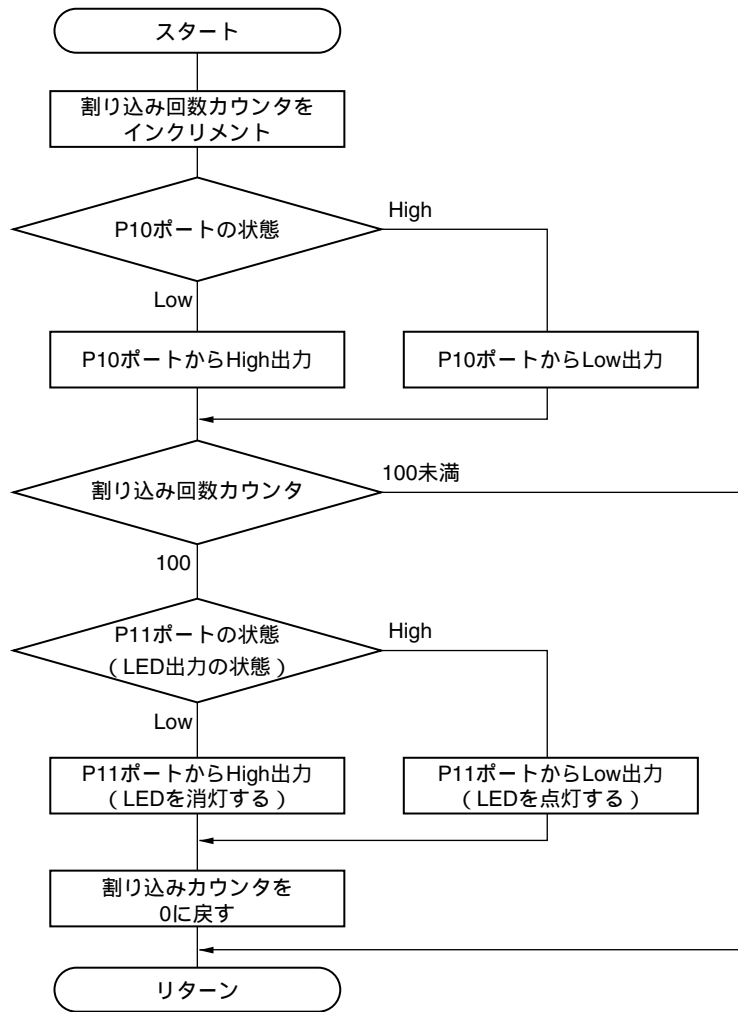 スタート
割り込み回数カウンタを
インクリメント
P10ポートの状態
High
Low
P10ポートからHigh出力
P10ポートからLow出力
割り込み回数カウンタ
100未満
100
P11ポートの状態
（LED出力の状態）
High
Low
P11ポートからHigh出力
（LEDを消灯する）
P11ポートからLow出力
（LEDを点灯する）
割り込みカウンタを
0に戻す
リターン